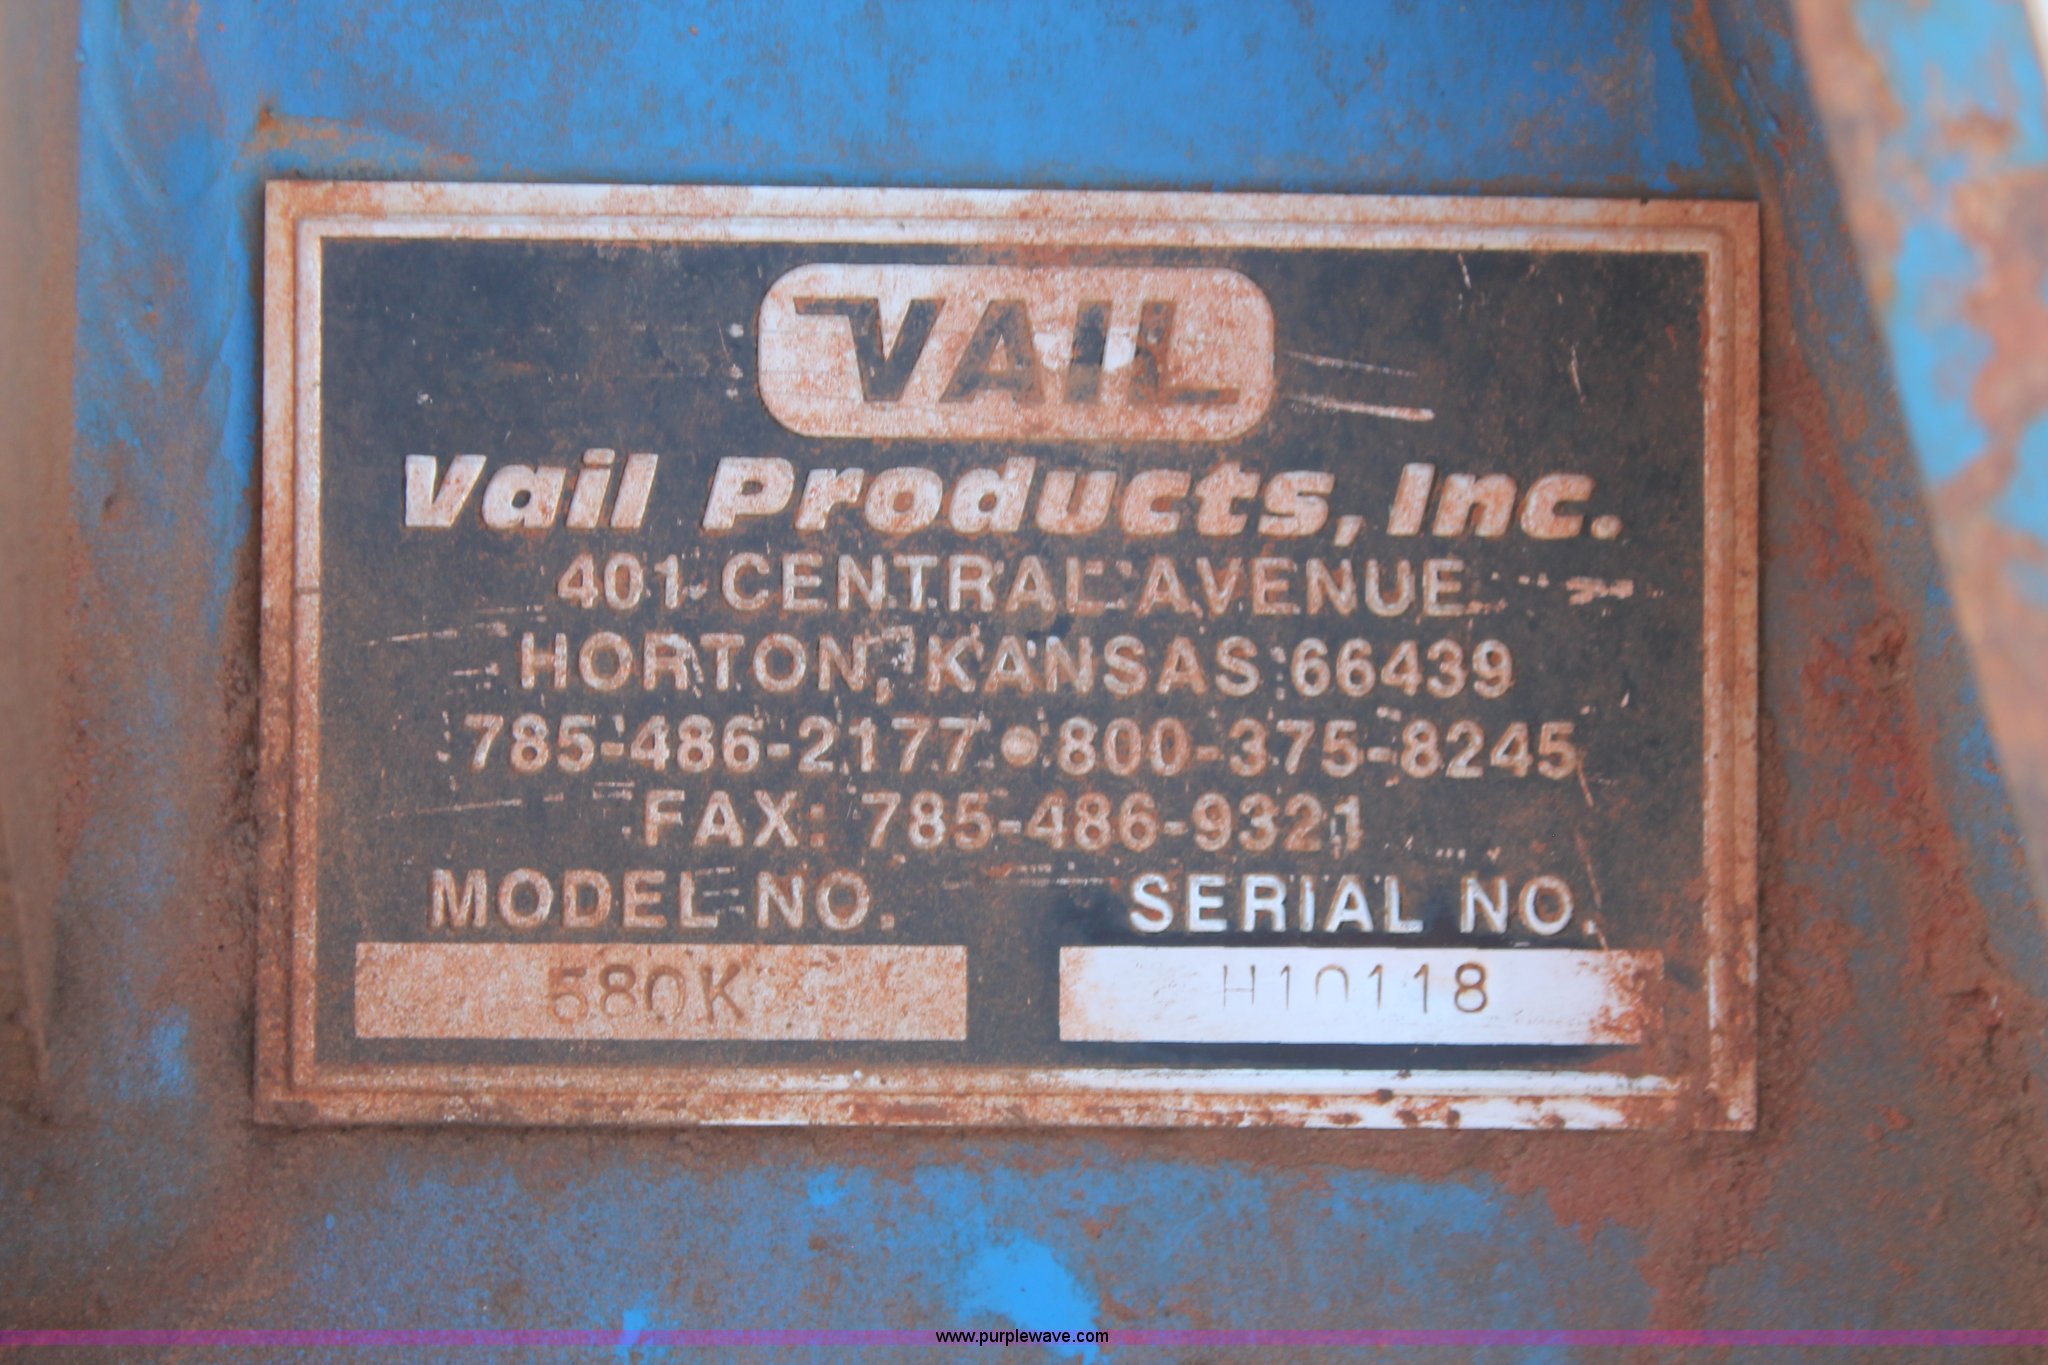 VAIL
Vail Products, Inc.
401 CENTRAL AVENUE
HORTON, KANSAS 66439
785-486-2177 • 800-375-8245
FAX: 785-486-9321
MODEL NO. SERIAL NO.
580K H10118
www.purplewave.com